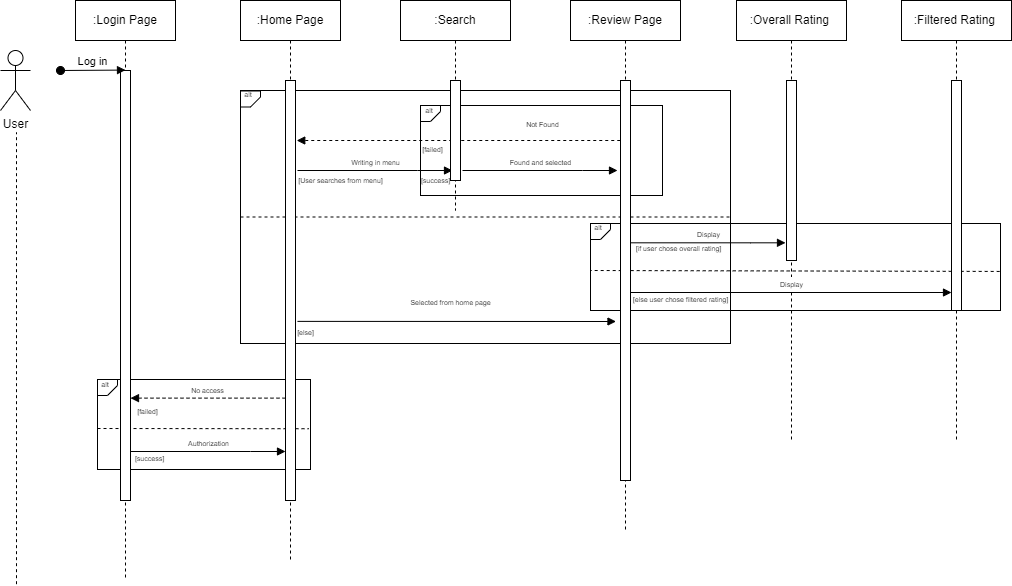 :Login Page
:Home Page
:Search
:Review Page
:Overall Rating
:Filtered Rating
Log in
User
alt
alt
Not Found
[failed]
Writing in menu
Found and selected
[User searches from menu]
[success]
alt
Display
[if user chose overall rating]
Display
[else user chose filtered rating]
Selected from home page
[else]
alt
No access
[failed]
Authorization
[success]